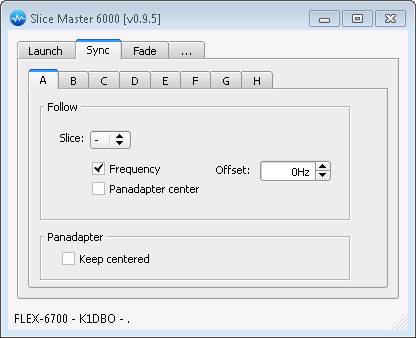 Slice Master 6000 [v0.9.5]
Launch Sync Fade ...
A B C D E F G H
Follow
Slice: -
Frequency Offset: 0Hz
Panadapter center
Panadapter
Keep centered
FLEX-6700 - K1DBO - .